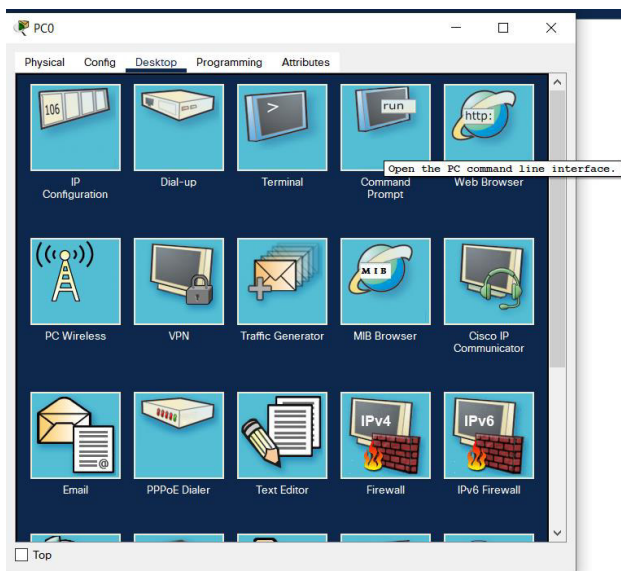 PC0
Physical Config Desktop Programming Attributes
106
>
run
http:
Open the PC command line interface.
IP
Configuration
Dial-up
Terminal
Command
Prompt
Web Browser
MIB
PC Wireless
VPN
Traffic Generator
MIB Browser
Cisco IP
Communicator
@
IPv4
IPv6
Email
PPPoE Dialer
Text Editor
Firewall
IPv6 Firewall
Top